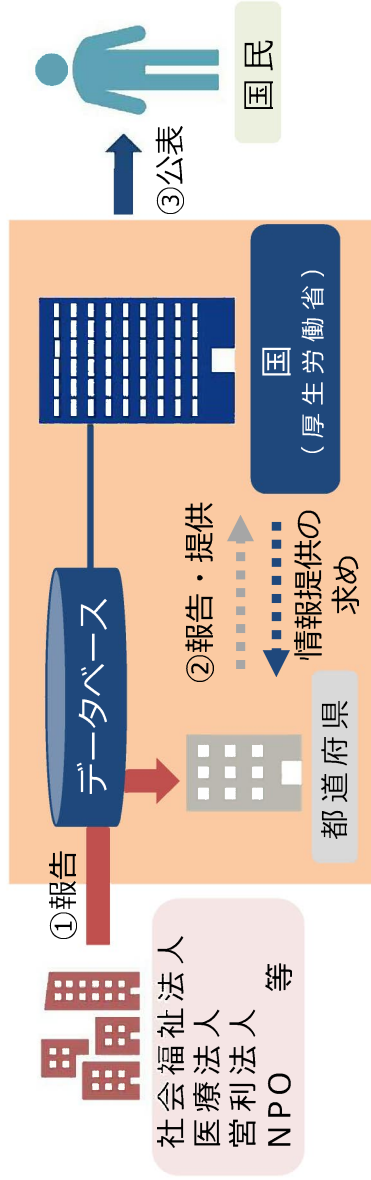 ①報告
社会福祉法人
医療法人
営利法人
NPO 等
データベース
都道府県
②報告・提供
情報提供の
求め
国
(厚生労働省)
③公表
国民